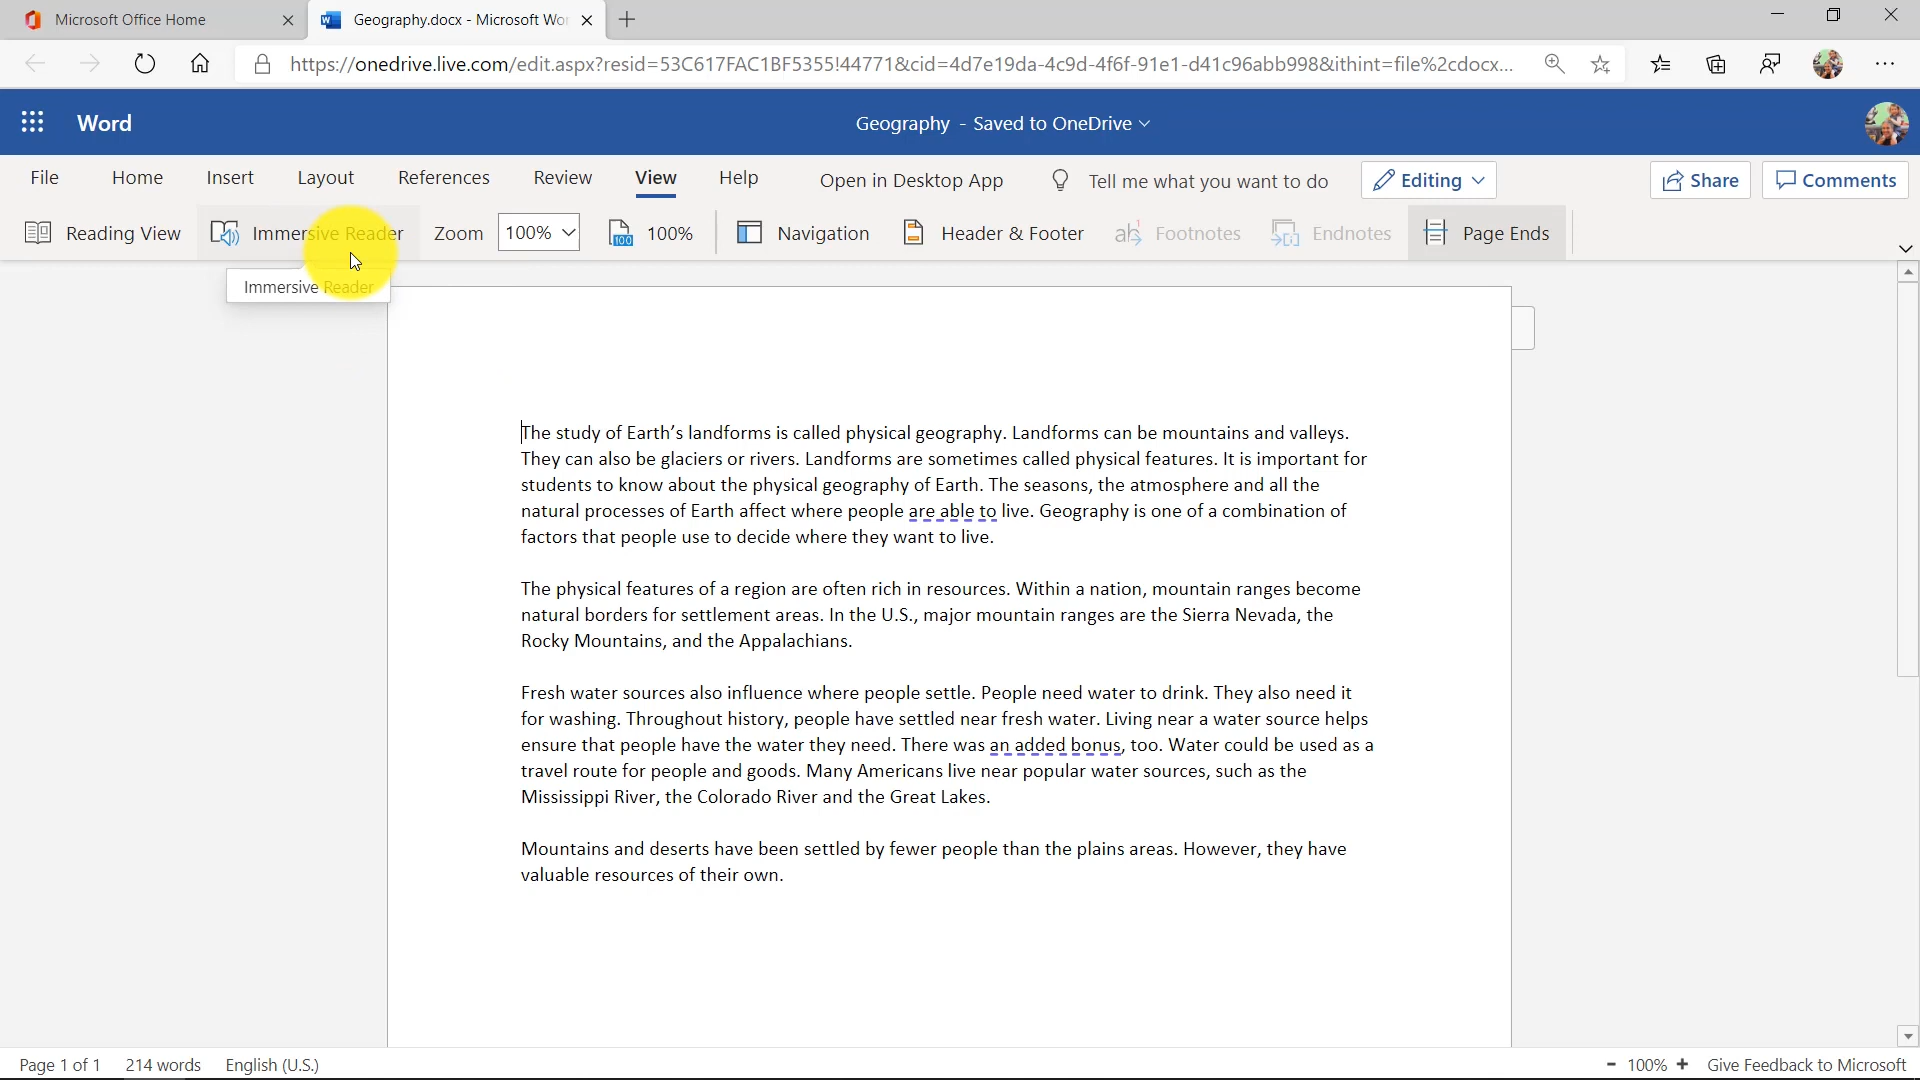 Microsoft Office Home
Geography.docx - Microsoft Wo
https://onedrive.live.com/edit.aspx?resid=53C617FAC1BF5355!44771&cid=4d7e19da-4c9d-4f6f-91e1-d41c96abb998&ithint=file%2cdocx...
Word
Geography - Saved to OneDrive
File Home Insert Layout References Review View Help Open in Desktop App Tell me what you want to do Editing Share Comments
Reading View Immersive Reader Zoom 100% 100 100% Navigation Header & Footer ab1 Footnotes Endnotes Page Ends
Immersive Reader
The study of Earth’s landforms is called physical geography. Landforms can be mountains and valleys.
They can also be glaciers or rivers. Landforms are sometimes called physical features. It is important for
students to know about the physical geography of Earth. The seasons, the atmosphere and all the
natural processes of Earth affect where people are able to live. Geography is one of a combination of
factors that people use to decide where they want to live.
The physical features of a region are often rich in resources. Within a nation, mountain ranges become
natural borders for settlement areas. In the U.S., major mountain ranges are the Sierra Nevada, the
Rocky Mountains, and the Appalachians.
Fresh water sources also influence where people settle. People need water to drink. They also need it
for washing. Throughout history, people have settled near fresh water. Living near a water source helps
ensure that people have the water they need. There was an added bonus, too. Water could be used as a
travel route for people and goods. Many Americans live near popular water sources, such as the
Mississippi River, the Colorado River and the Great Lakes.
Mountains and deserts have been settled by fewer people than the plains areas. However, they have
valuable resources of their own.
Page 1 of 1 214 words English (U.S.) - 100% + Give Feedback to Microsoft